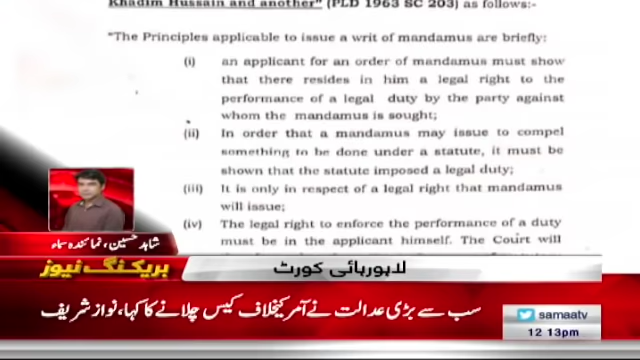 Khadim Hussain and another" (PLD 1963 SC 203) as follows:-
"The Principles applicable to issue a writ of mandamus are briefly:
(i) an applicant for an order of mandamus must show
that there resides in him a legal right to the
performance of a legal duty by the party against
whom the mandamus is sought;
(ii) In order that a mandamus may issue to compel
something to be done under a statute, it must be
shown that the statute imposed a legal duty;
(iii) It is only in respect of a legal right that mandamus
will issue;
(iv) The legal right to enforce the performance of a duty
must be in the applicant himself. The Court will
شاہد حسین، نمائندہ سماء
بریکنگ نیوز
لاہور ہائی کورٹ
سب سے بڑی عدالت نے آمر کیخلاف کیس چلانے کا کہا، نواز شریف
samaatv
12 13pm